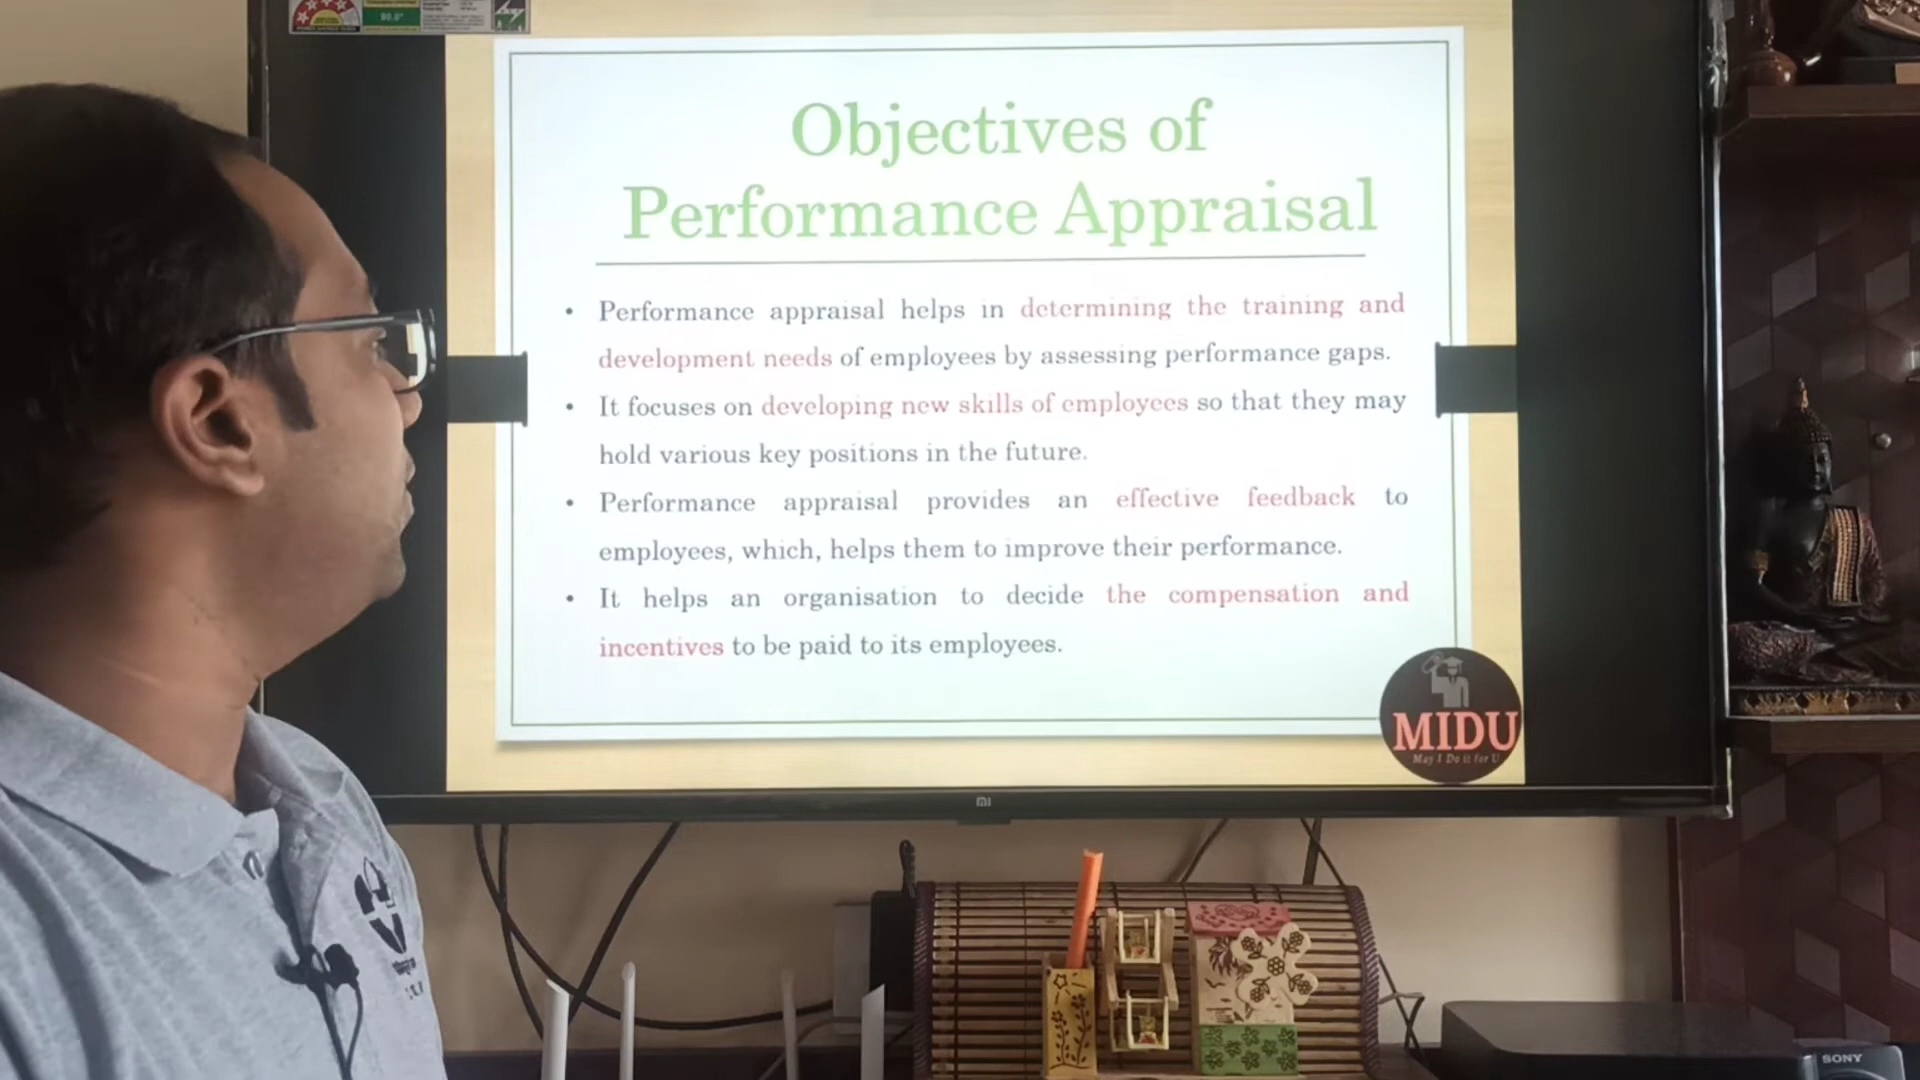 Objectives of
Performance Appraisal
• Performance appraisal helps in determining the training and
development needs of employees by assessing performance gaps.
• It focuses on developing new skills of employees so that they may
hold various key positions in the future.
• Performance appraisal provides an effective feedback to
employees, which, helps them to improve their performance.
• It helps an organisation to decide the compensation and
incentives to be paid to its employees.
MIDU
May I Do it for U
mi
SONY